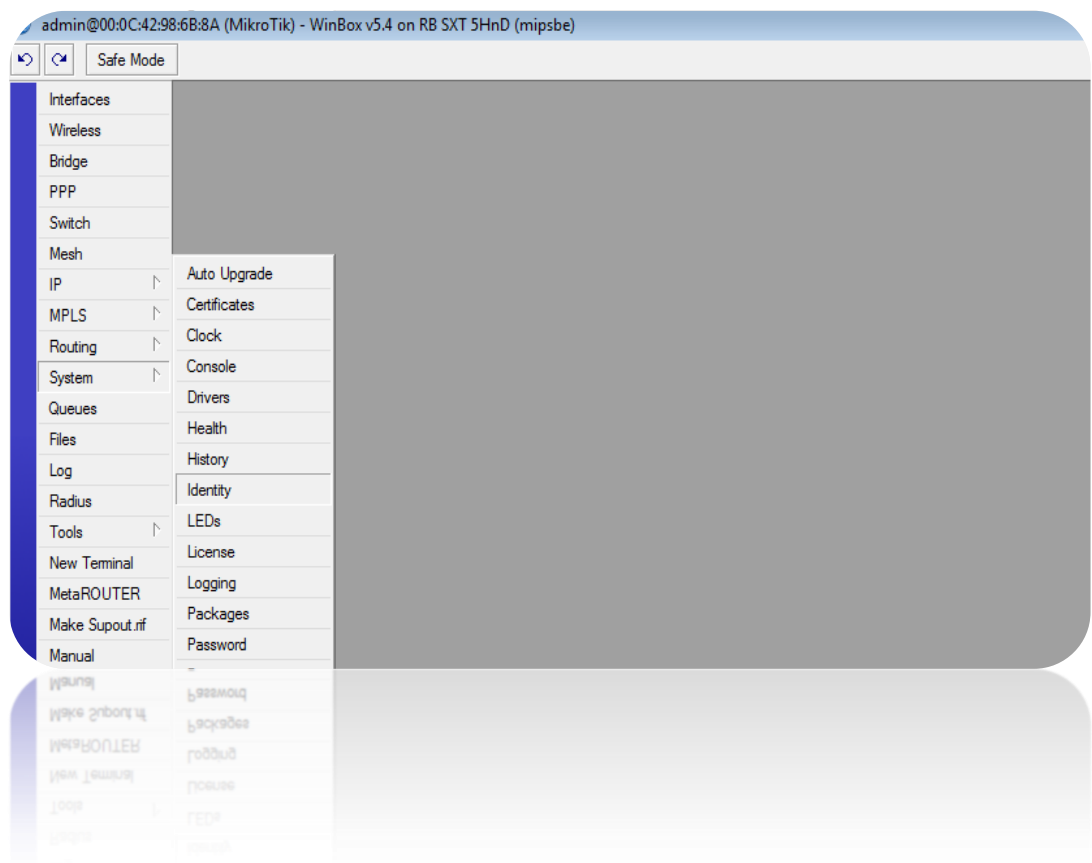 admin@00:0C:42:98:6B:8A (MikroTik) - WinBox v5.4 on RB SXT 5HnD (mipsbe)
Safe Mode
Interfaces
Wireless
Bridge
PPP
Switch
Mesh
IP
MPLS
Routing
System
Queues
Files
Log
Radius
Tools
New Terminal
MetaROUTER
Make Supout.rif
Manual
Auto Upgrade
Certificates
Clock
Console
Drivers
Health
History
Identity
LEDs
License
Logging
Packages
Password